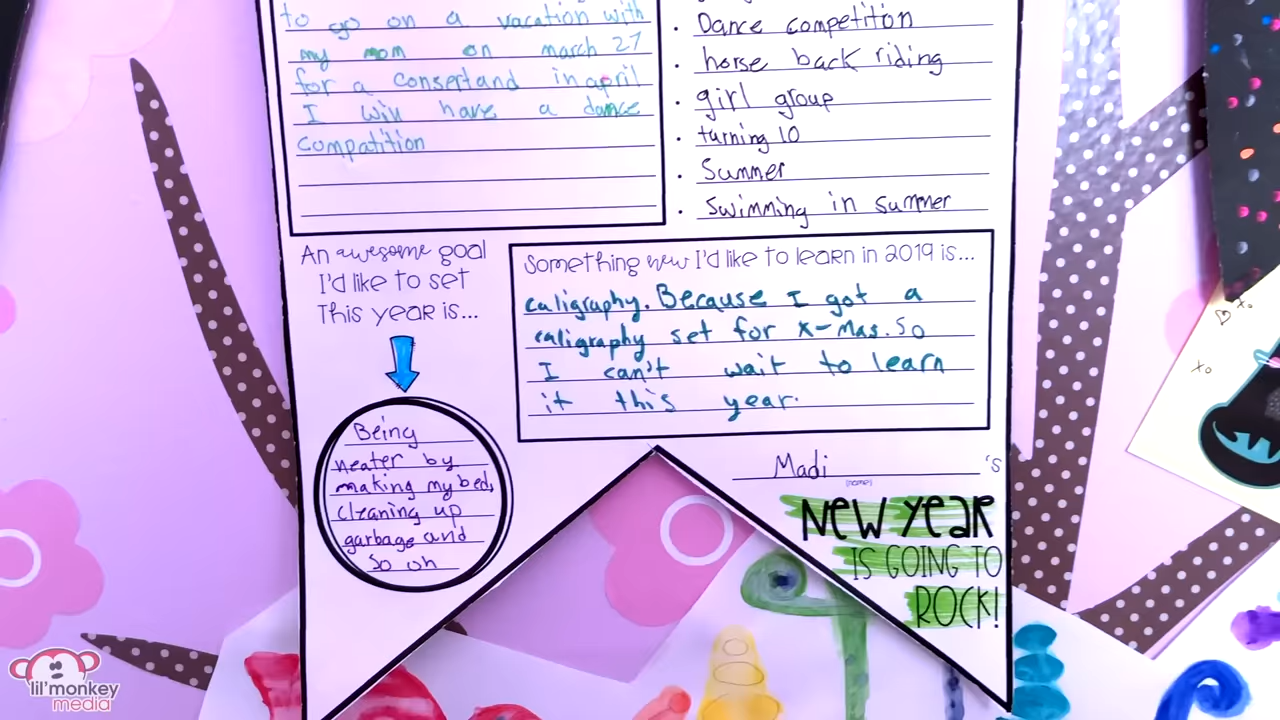 to go on a vacation with
my mom on march 27
for a consertand in april
I will have a dance
compatition
· Dance competiton
· horse back riding
· girl group
· turning 10
· Summer
· Swimming in summer
An awesome goal
I'd like to set
This year is...
Being
neater by
making my bed,
cleaning up
garbage and
so on
Something new I'd like to learn in 2019 is...
caligraphy. Because I got a
caligraphy set for X-Mas. So
I can't wait to learn
it this year.
Madi 's
(name)
New Year
is going to
Rock!
xo
xo
lil'monkey
media